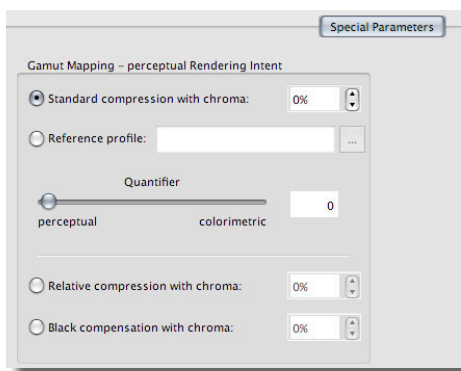 Special Parameters
Gamut Mapping – perceptual Rendering Intent
Standard compression with chroma: 0%
Reference profile: ...
Quantifier
0
perceptual colorimetric
Relative compression with chroma: 0%
Black compensation with chroma: 0%